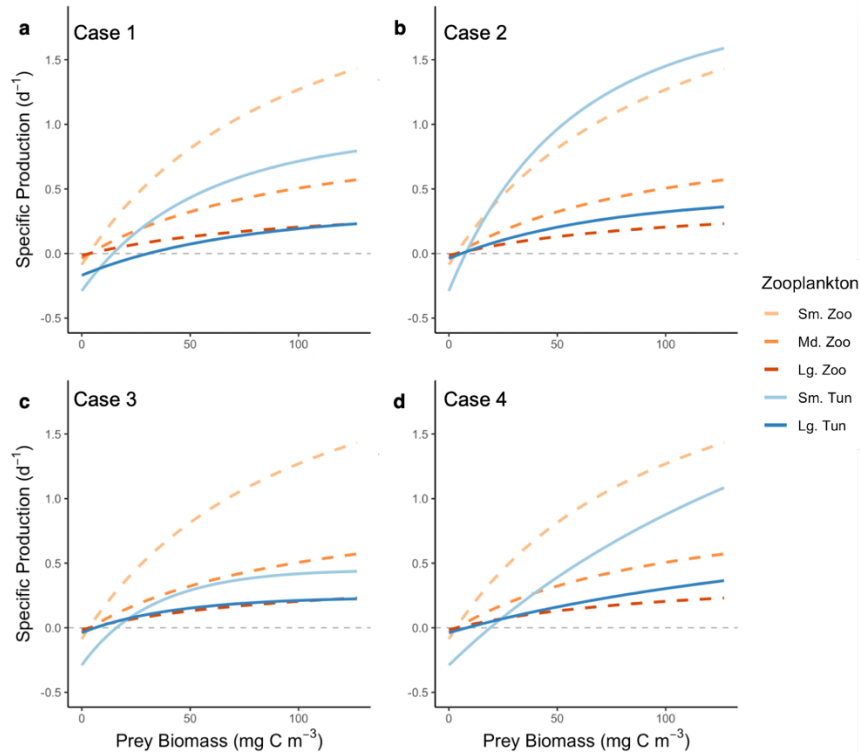 a Case 1
b Case 2
1.5
1.0
0.5
0.0
-0.5
0 50 100
1.5
1.0
0.5
0.0
-0.5
0 50 100
Specific Production (d⁻¹)
c Case 3
d Case 4
1.5
1.0
0.5
0.0
-0.5
0 50 100
1.5
1.0
0.5
0.0
-0.5
0 50 100
Specific Production (d⁻¹)
Prey Biomass (mg C m⁻³)
Prey Biomass (mg C m⁻³)
Zooplankton
Sm. Zoo
Md. Zoo
Lg. Zoo
Sm. Tun
Lg. Tun